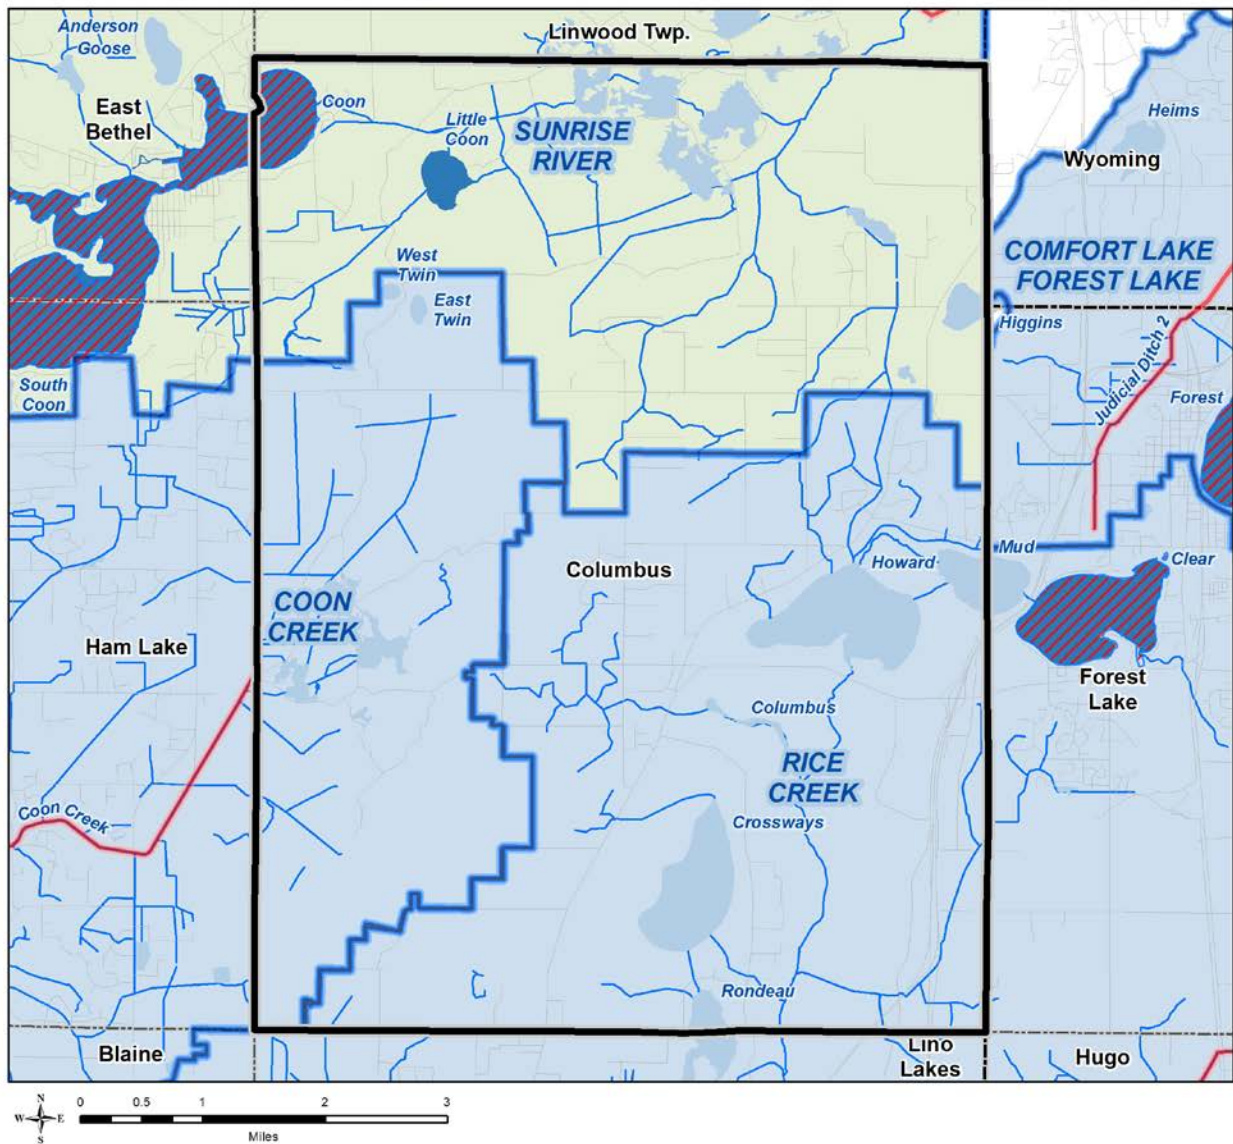 Linwood Twp.
Anderson
Goose
East
Bethel
Coon
Little
Coon
SUNRISE
RIVER
Heims
Wyoming
West
Twin
East
Twin
COMFORT LAKE
FOREST LAKE
Higgins
Judicial Ditch 2
South
Coon
Forest
Mud
Clear
Howard
Columbus
COON
CREEK
Ham Lake
Forest
Lake
Columbus
RICE
CREEK
Crossways
Coon Creek
Rondeau
Blaine
Lino
Lakes
Hugo
N
W E
S
0 0.5 1 2 3
Miles